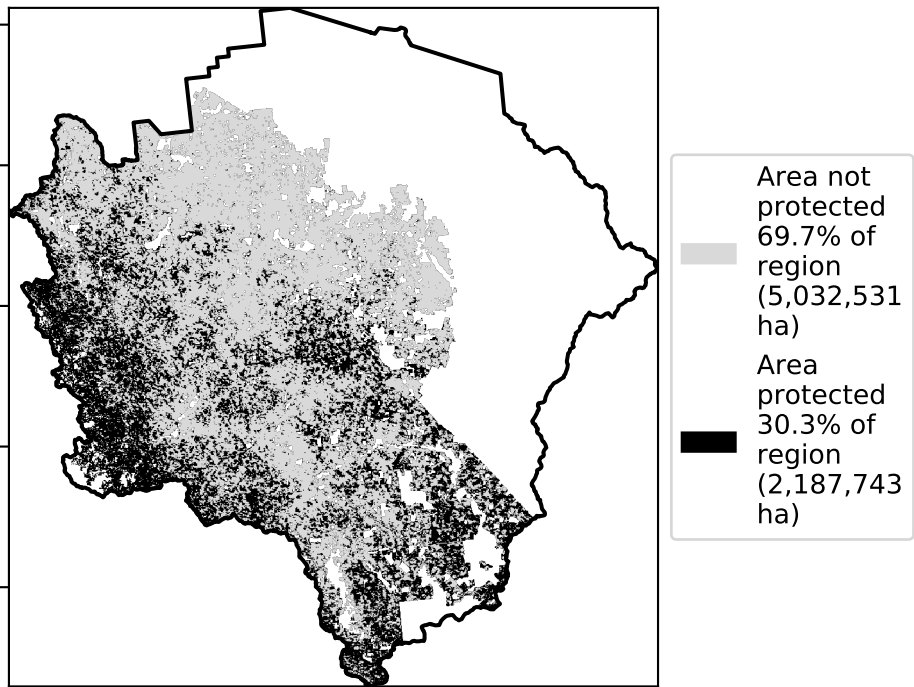 Area not
protected
69.7% of
region
(5,032,531
ha)
Area
protected
30.3% of
region
(2,187,743
ha)